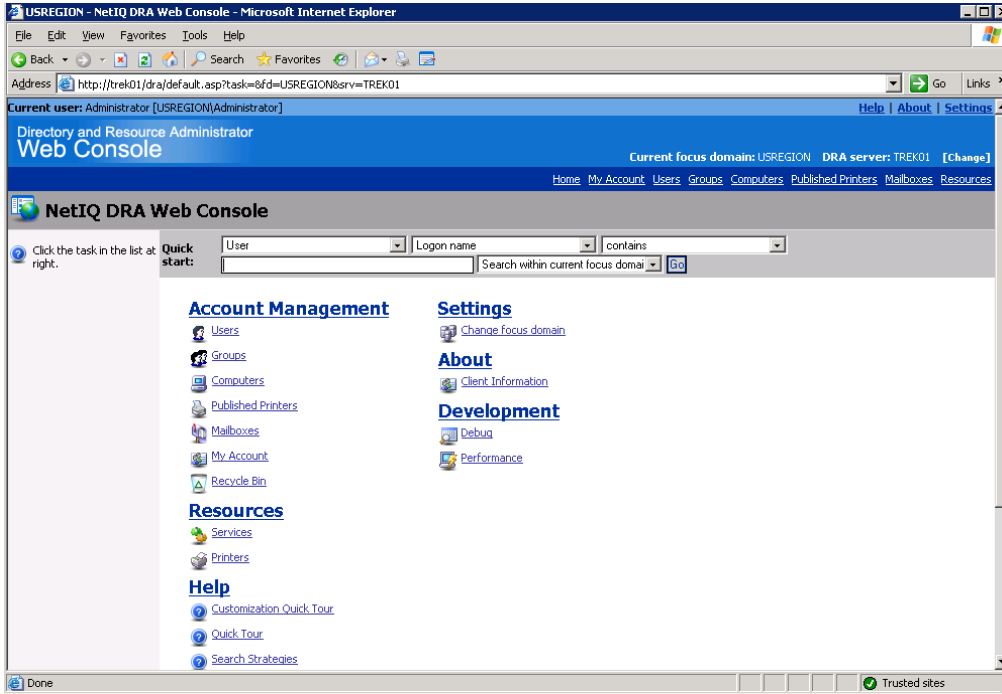 USREGION - NetIQ DRA Web Console - Microsoft Internet Explorer
File Edit View Favorites Tools Help
Back Search Favorites
Address http://trek01/dra/default.asp?task=&fd=USREGION&srv=TREK01 Go Links
Current user: Administrator [USREGION\Administrator] Help | About | Settings
Directory and Resource Administrator
Web Console
Current focus domain: USREGION DRA server: TREK01 [Change]
Home My Account Users Groups Computers Published Printers Mailboxes Resources
NetIQ DRA Web Console
Click the task in the list at right.
Quick start: User Logon name contains
Search within current focus domai Go
Account Management
Users
Groups
Computers
Published Printers
Mailboxes
My Account
Recycle Bin
Resources
Services
Printers
Help
Customization Quick Tour
Quick Tour
Search Strategies
Settings
Change focus domain
About
Client Information
Development
Debug
Performance
Done Trusted sites